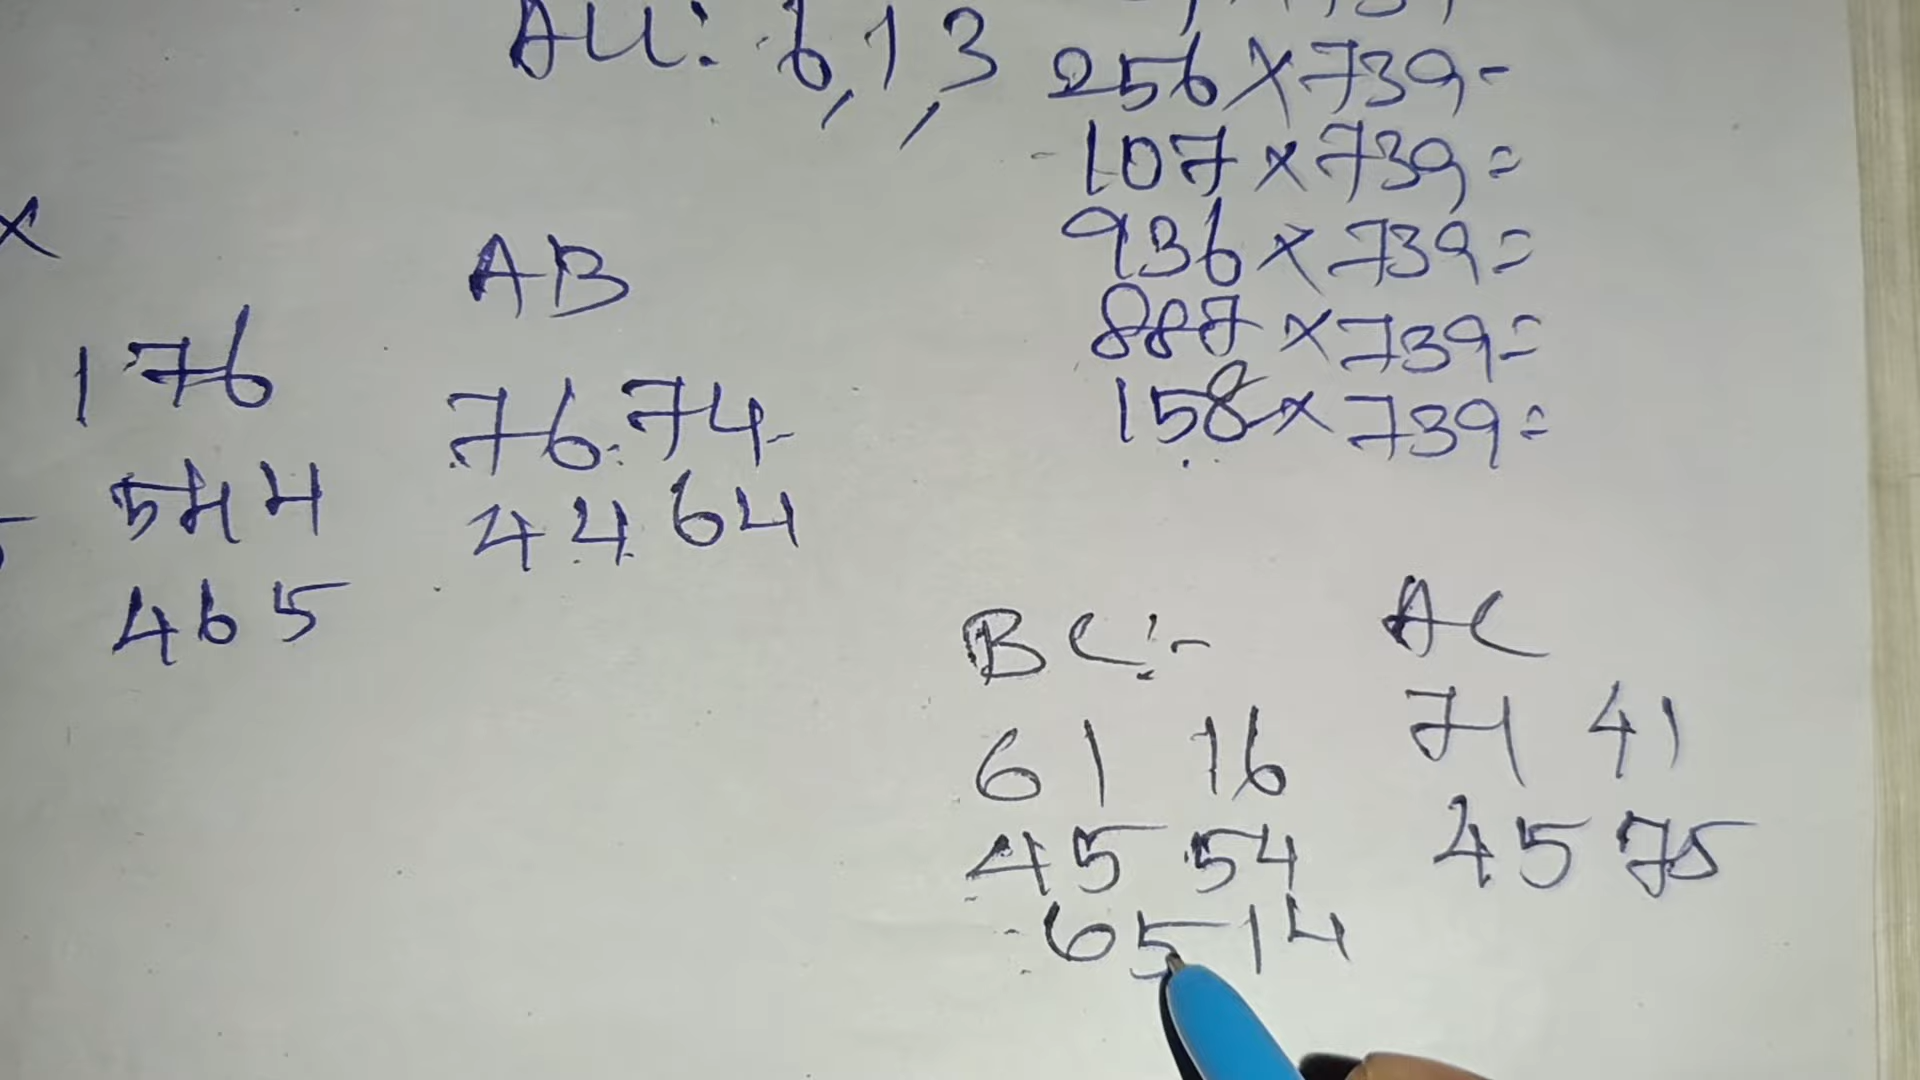 All: 6, 1, 3
256 X 739=
107 X 739=
936 X 739=
887 X 739=
158 X 739=
X
AB
176
76 74
544
44 64
465
BC:- AC
61 16 71 41
45 54 45 75
65 14